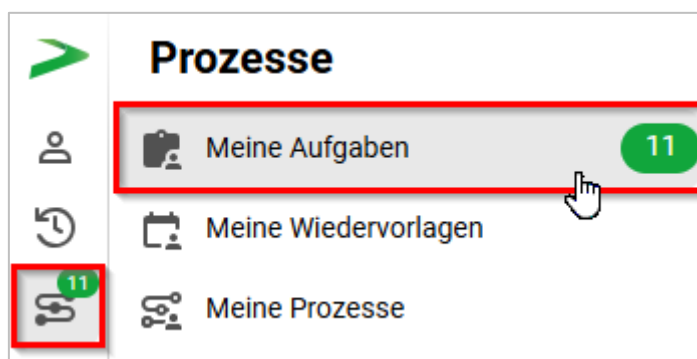 Prozesse
Meine Aufgaben 11
Meine Wiedervorlagen
11
Meine Prozesse